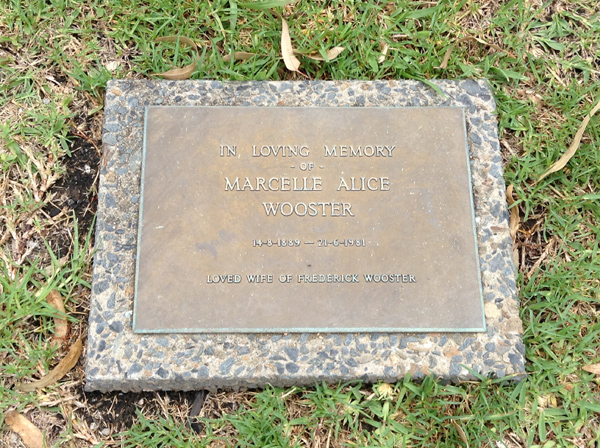 IN LOVING MEMORY
- OF -
MARCELLE ALICE
WOOSTER
14-8-1889 — 21-6-1981
LOVED WIFE OF FREDERICK WOOSTER